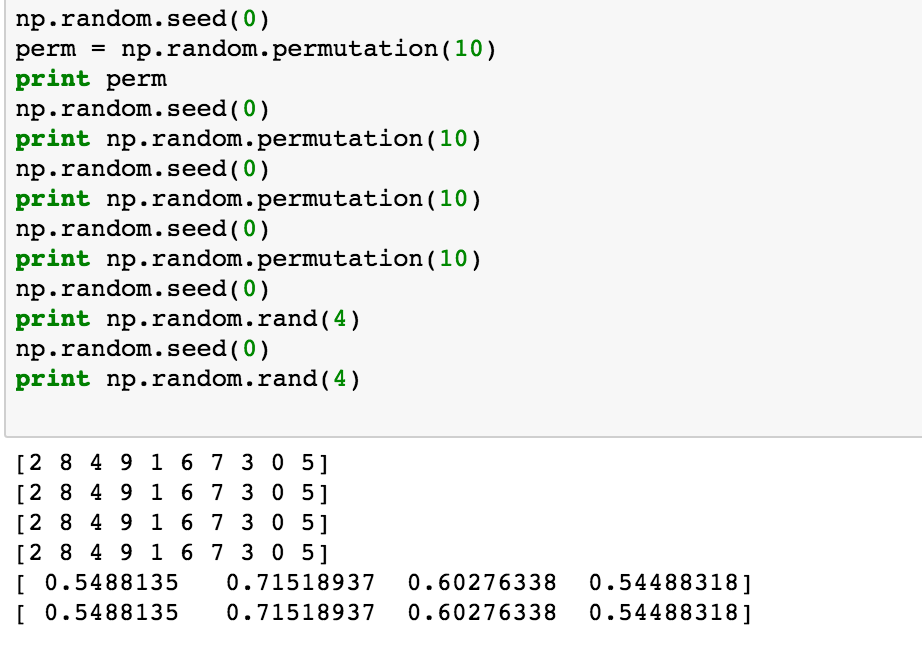 np.random.seed(0)
perm = np.random.permutation(10)
print perm
np.random.seed(0)
print np.random.permutation(10)
np.random.seed(0)
print np.random.permutation(10)
np.random.seed(0)
print np.random.permutation(10)
np.random.seed(0)
print np.random.rand(4)
np.random.seed(0)
print np.random.rand(4)
[2 8 4 9 1 6 7 3 0 5]
[2 8 4 9 1 6 7 3 0 5]
[2 8 4 9 1 6 7 3 0 5]
[2 8 4 9 1 6 7 3 0 5]
[ 0.5488135   0.71518937  0.60276338  0.54488318]
[ 0.5488135   0.71518937  0.60276338  0.54488318]